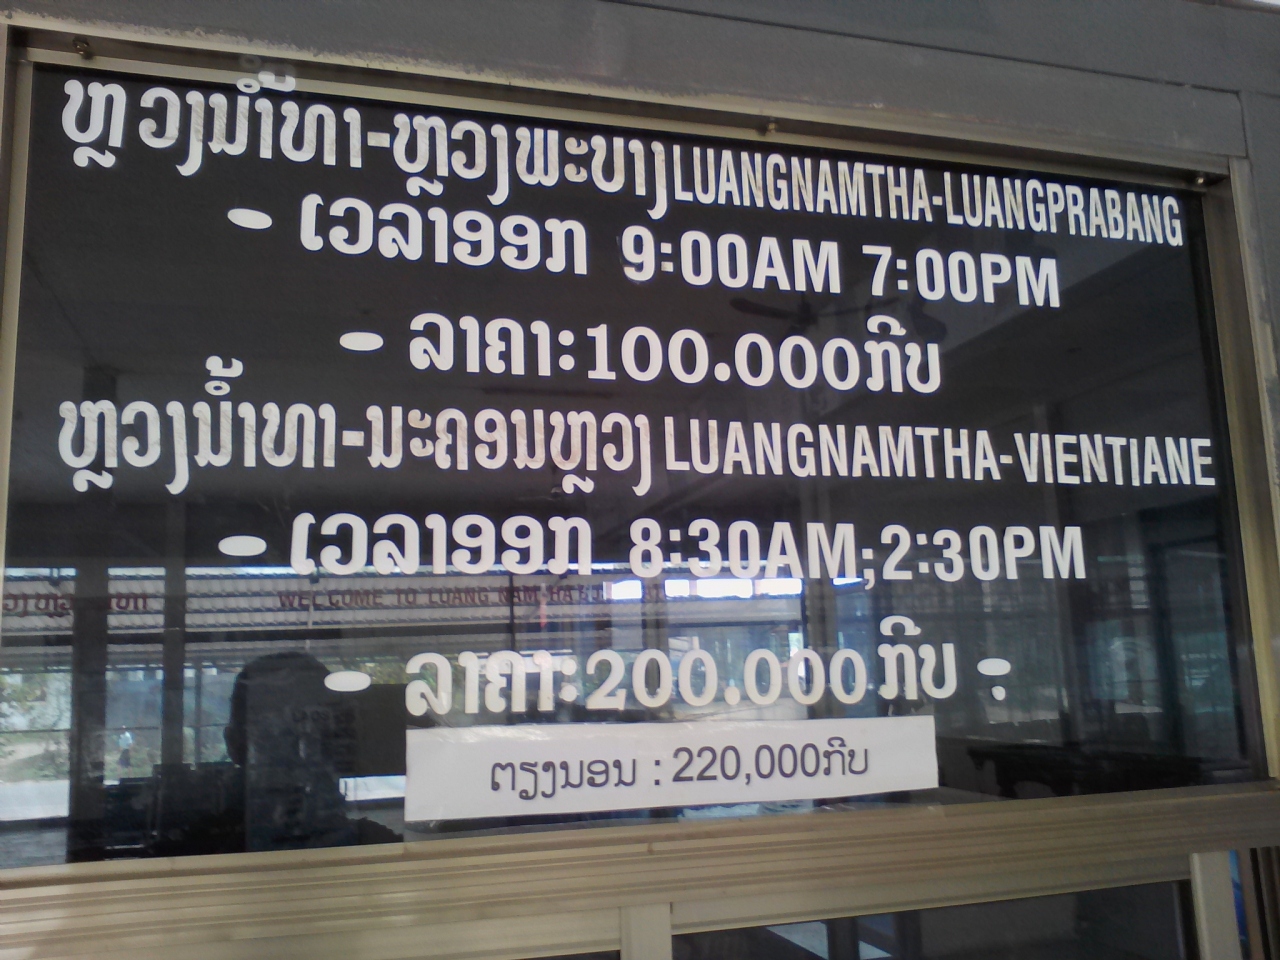 ຫຼວງນ້ຳທາ-ຫຼວງພະບາງ LUANGNAMTHA-LUANGPRABANG
- ເວລາອອກ 9:00AM 7:00PM
- ລາຄາ:100.000ກີບ
ຫຼວງນ້ຳທາ-ນະຄອນຫຼວງ LUANGNAMTHA-VIENTIANE
- ເວລາອອກ 8:30AM;2:30PM
WELCOME TO LUANG NAM
- ລາຄາ:200.000ກີບ -
ຕຽງນອນ : 220,000ກີບ